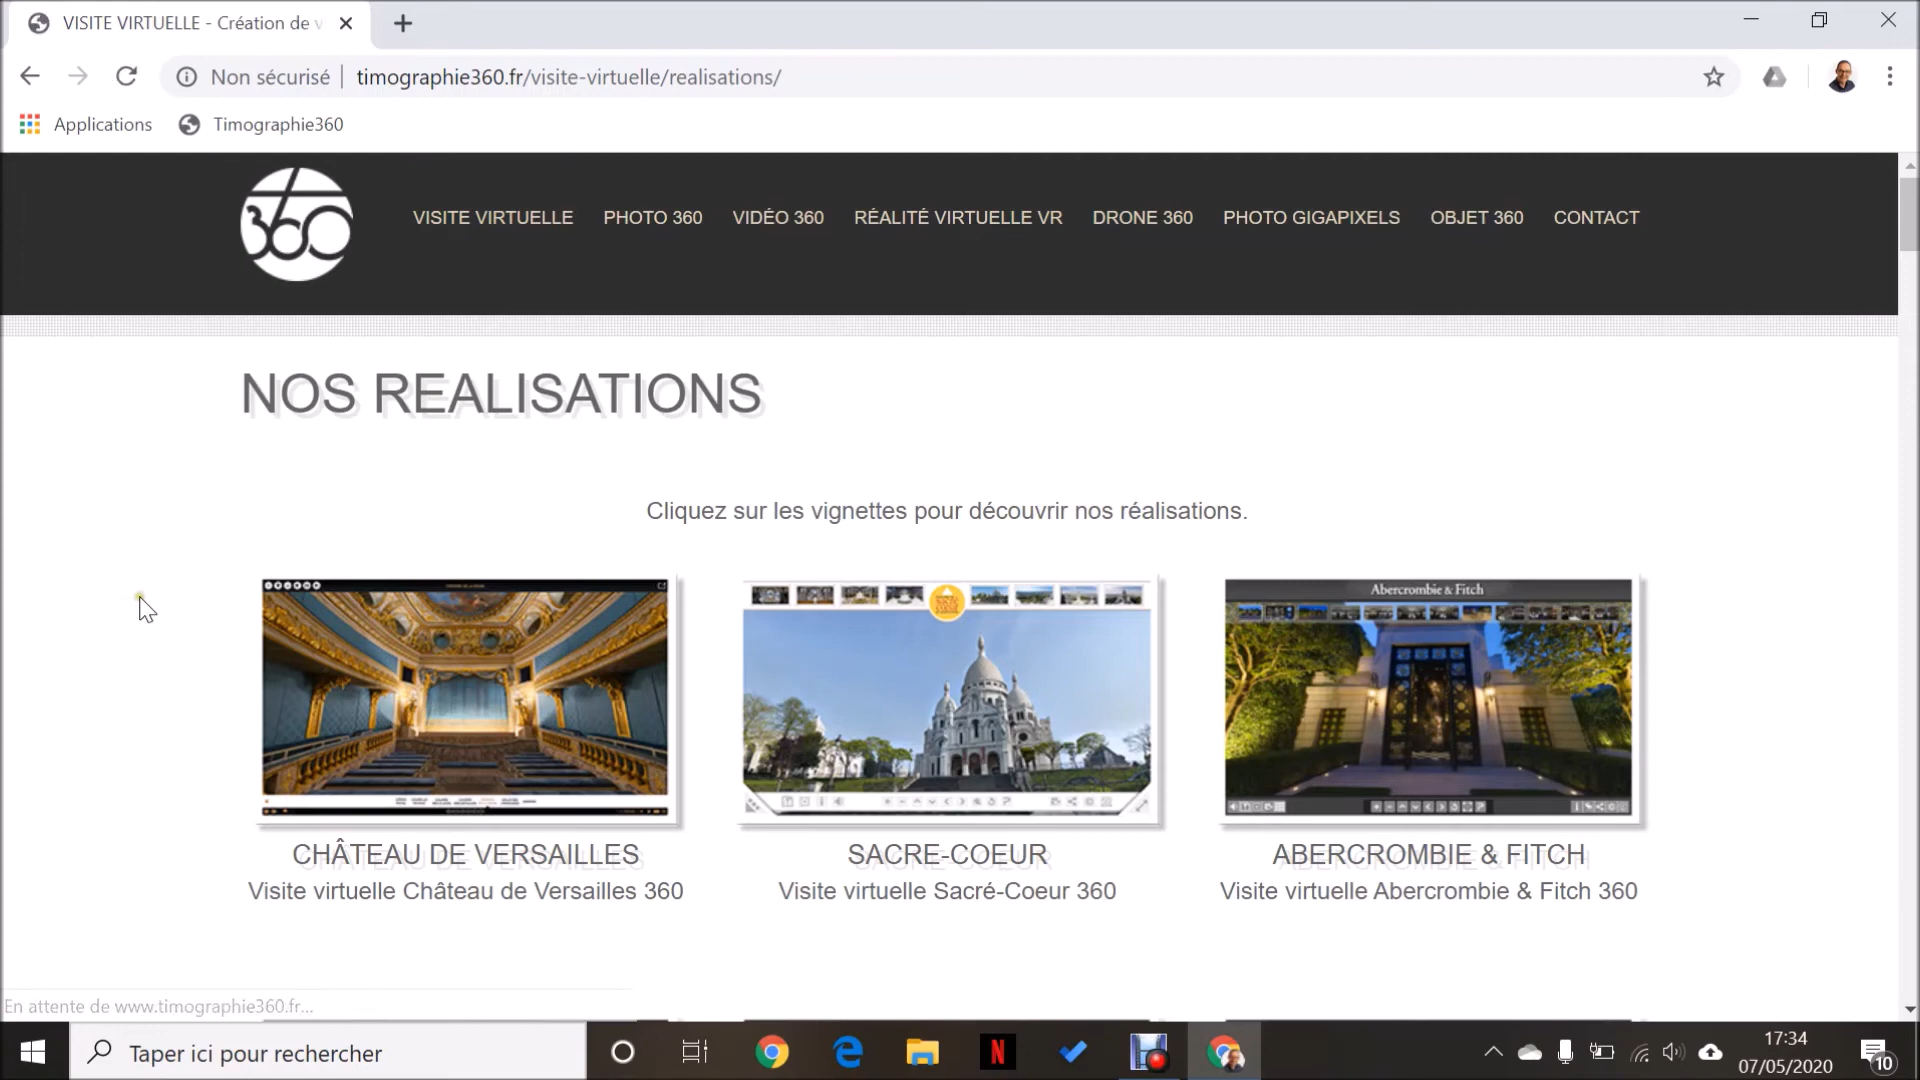 VISITE VIRTUELLE - Création de v
Non sécurisé
timographie360.fr/visite-virtuelle/realisations/
Applications
Timographie360
360
VISITE VIRTUELLE
PHOTO 360
VIDÉO 360
RÉALITÉ VIRTUELLE VR
DRONE 360
PHOTO GIGAPIXELS
OBJET 360
CONTACT
NOS REALISATIONS
Cliquez sur les vignettes pour découvrir nos réalisations.
Abercrombie & Fitch
CHÂTEAU DE VERSAILLES
Visite virtuelle Château de Versailles 360
SACRE-COEUR
Visite virtuelle Sacré-Coeur 360
ABERCROMBIE & FITCH
Visite virtuelle Abercrombie & Fitch 360
En attente de www.timographie360.fr...
Taper ici pour rechercher
N
17:34
07/05/2020
10